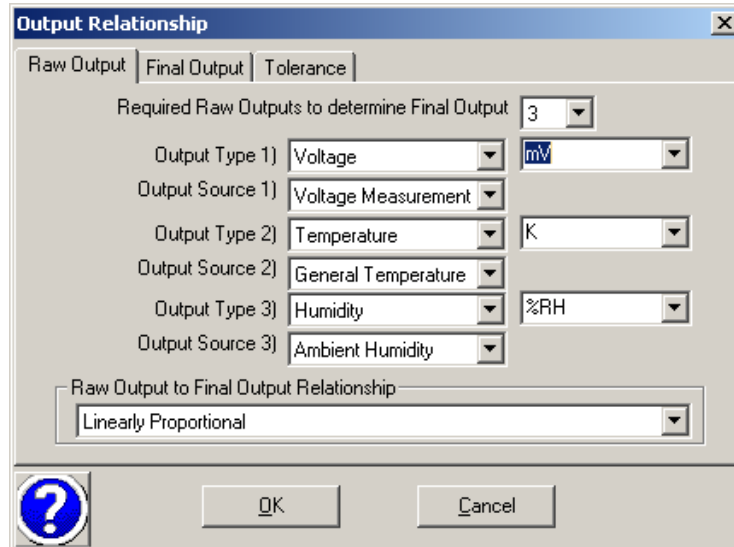 Output Relationship
Raw Output Final Output Tolerance
Required Raw Outputs to determine Final Output 3
Output Type 1) Voltage mV
Output Source 1) Voltage Measurement
Output Type 2) Temperature K
Output Source 2) General Temperature
Output Type 3) Humidity %RH
Output Source 3) Ambient Humidity
Raw Output to Final Output Relationship
Linearly Proportional
? OK Cancel